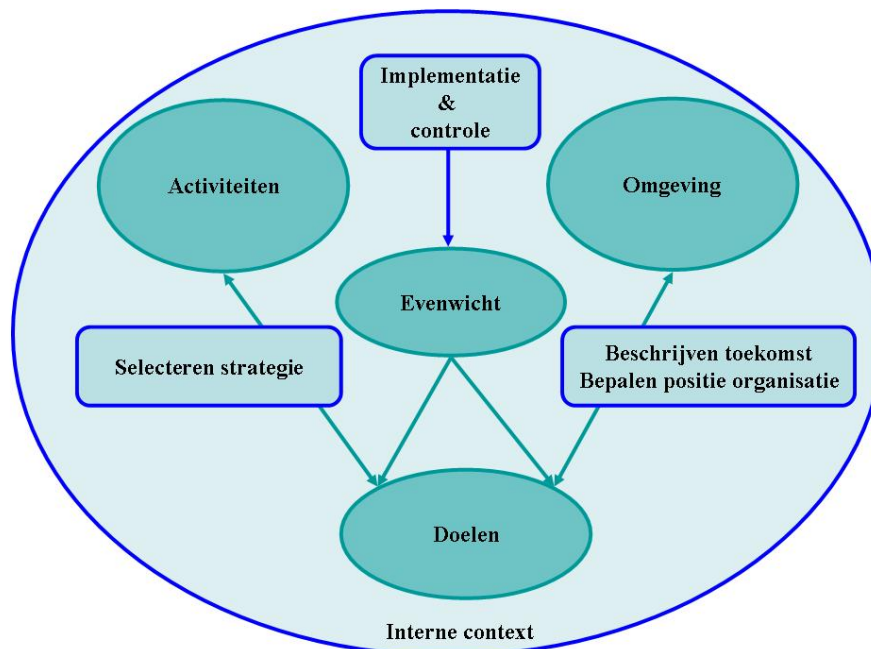 Implementatie
&
controle
Activiteiten
Omgeving
Evenwicht
Selecteren strategie
Beschrijven toekomst
Bepalen positie organisatie
Doelen
Interne context